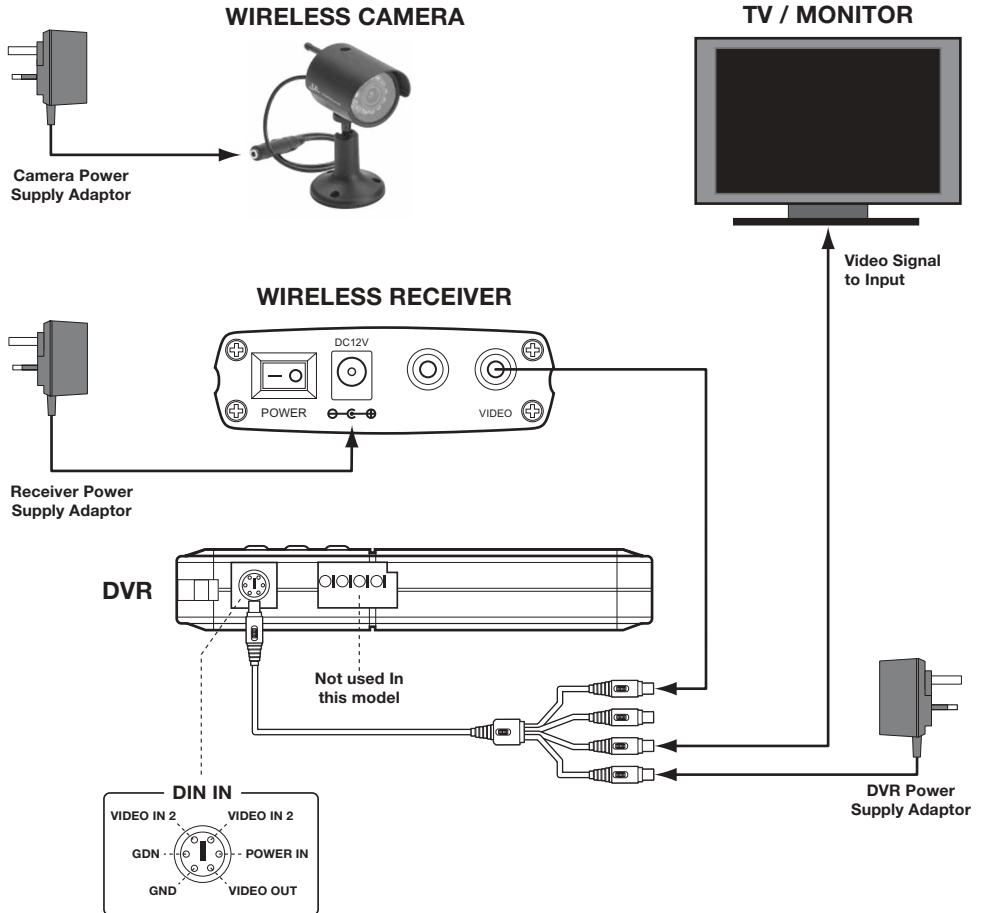 WIRELESS CAMERA
TV / MONITOR
Camera Power
Supply Adaptor
Video Signal
to Input
WIRELESS RECEIVER
DC12V
POWER
VIDEO
Receiver Power
Supply Adaptor
DVR
Not used In
this model
DVR Power
Supply Adaptor
DIN IN
VIDEO IN 2
VIDEO IN 2
GDN
POWER IN
GND
VIDEO OUT